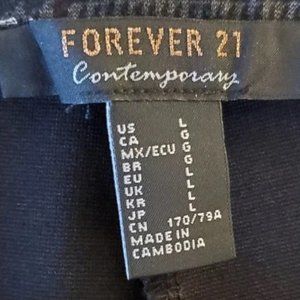 FOREVER 21
Contemporary
US L
CA G
MX/ECU G
BR G
EU L
UK L
KR L
JP L
CN 170/79A
MADE IN
CAMBODIA